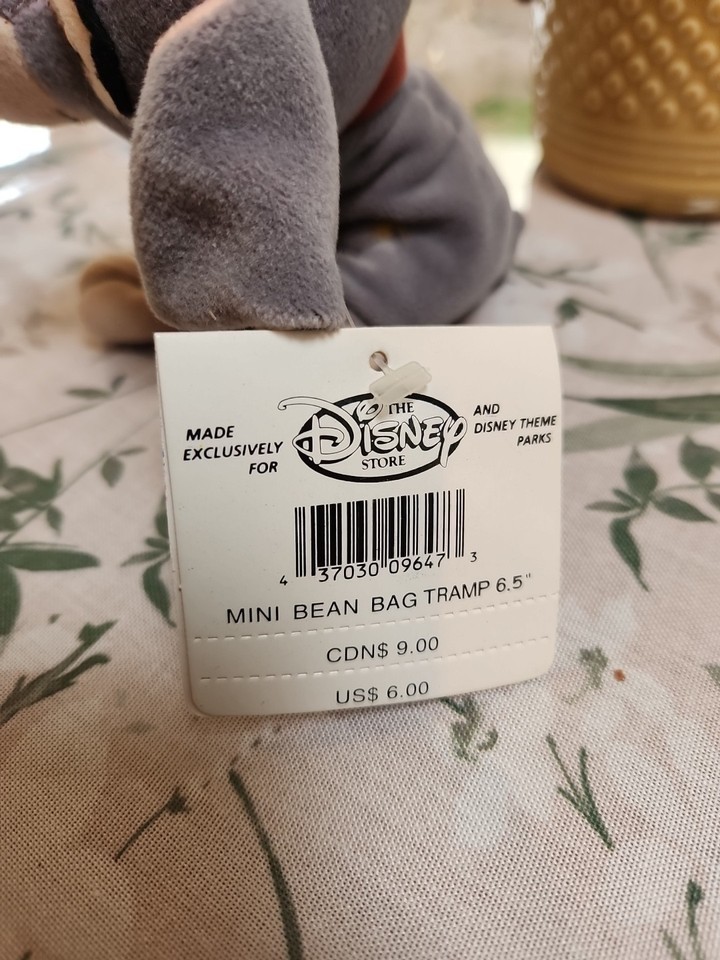 MADE
EXCLUSIVELY
FOR
THE
DISNEY
STORE
AND
DISNEY THEME
PARKS
4 37030 09647 3
MINI BEAN BAG TRAMP 6.5"
CDN$ 9.00
US$ 6.00